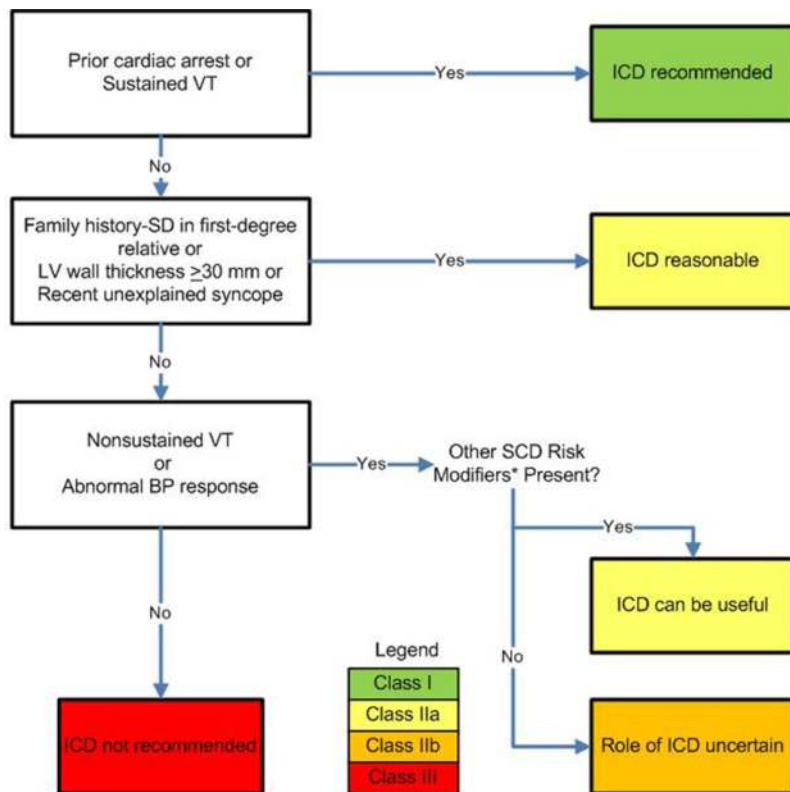 Prior cardiac arrest or
Sustained VT
Yes
ICD recommended
No
Family history-SD in first-degree
relative or
LV wall thickness ≥30 mm or
Recent unexplained syncope
Yes
ICD reasonable
No
Nonsustained VT
or
Abnormal BP response
Yes
Other SCD Risk
Modifiers* Present?
Yes
ICD can be useful
No
No
Role of ICD uncertain
ICD not recommended
Legend
Class I
Class IIa
Class IIb
Class III